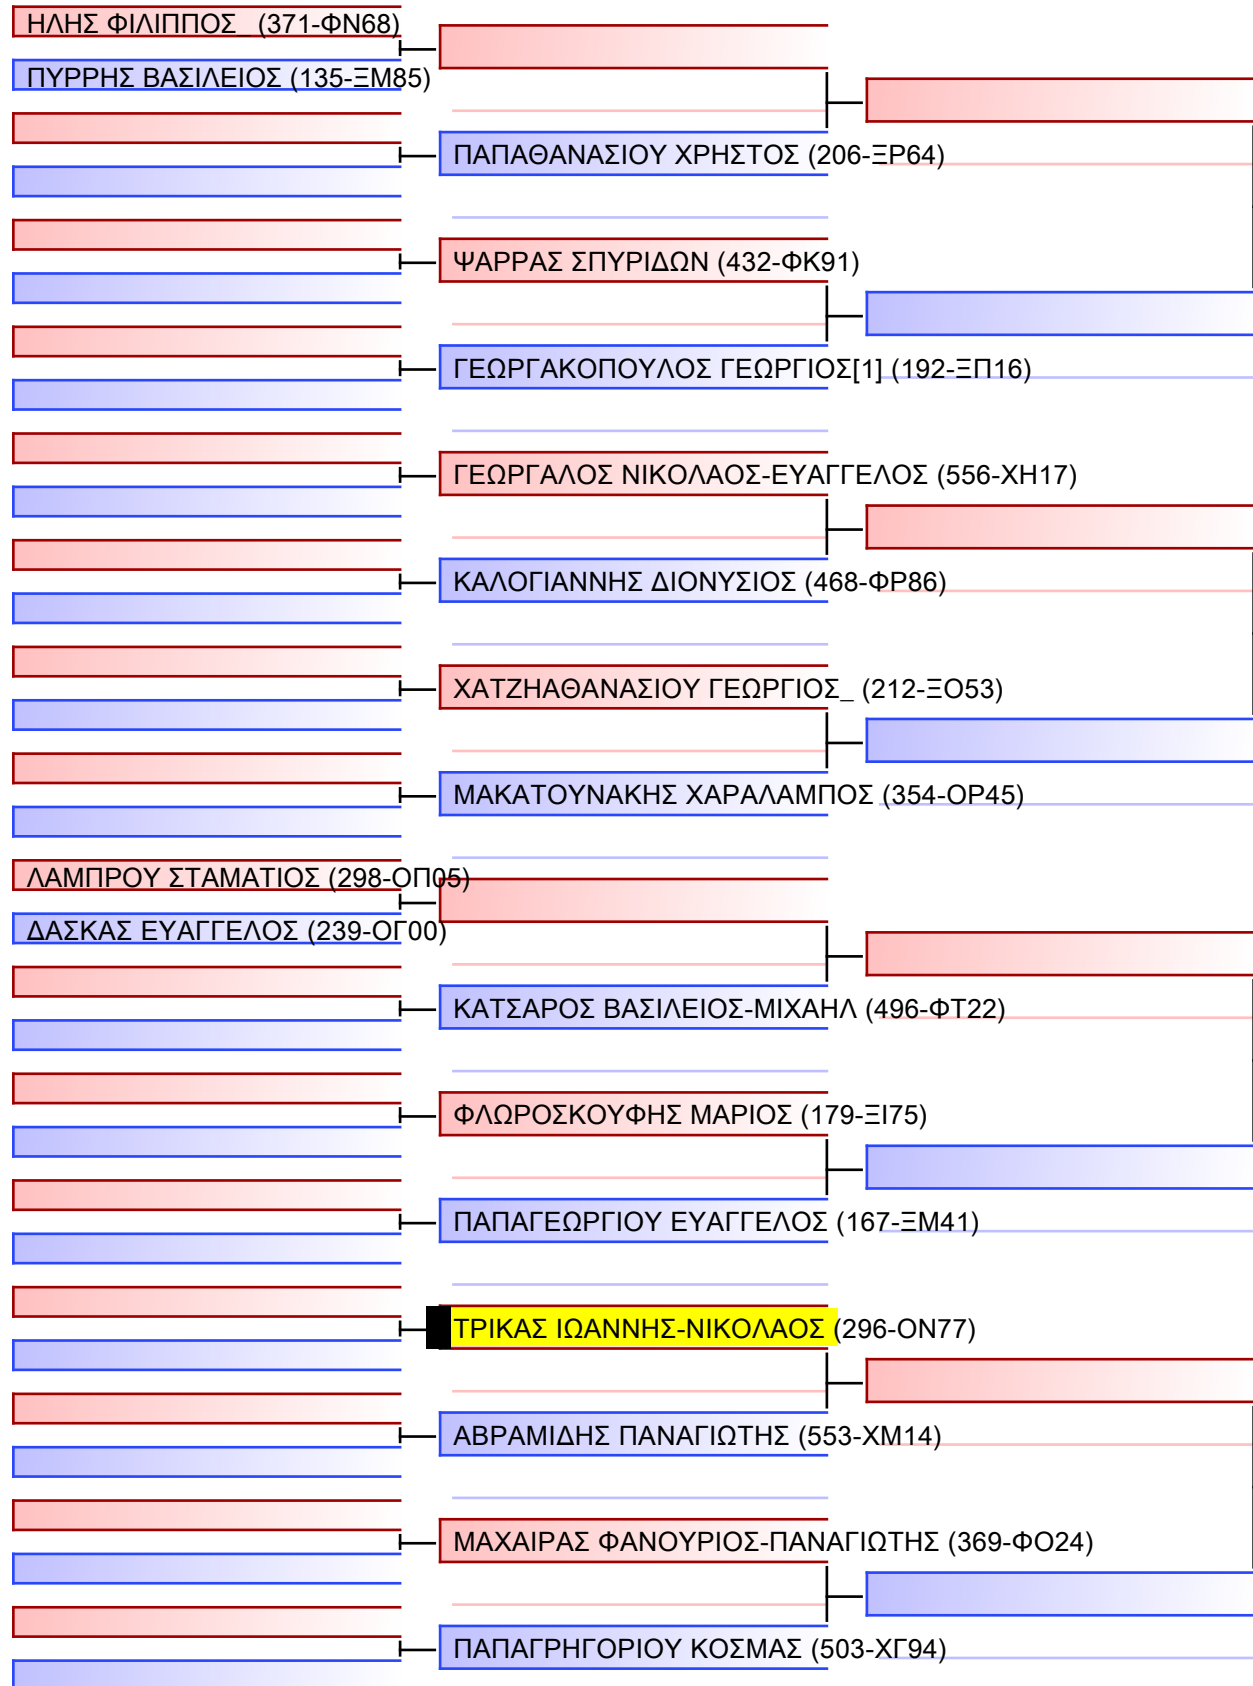 ΗΛΗΣ ΦΙΛΙΠΠΟΣ_ (371-ΦΝ68)
ΠΥΡΡΗΣ ΒΑΣΙΛΕΙΟΣ (135-ΞΜ85)
ΠΑΠΑΘΑΝΑΣΙΟΥ ΧΡΗΣΤΟΣ (206-ΞΡ64)
ΨΑΡΡΑΣ ΣΠΥΡΙΔΩΝ (432-ΦΚ91)
ΓΕΩΡΓΑΚΟΠΟΥΛΟΣ ΓΕΩΡΓΙΟΣ[1] (192-ΞΠ16)
ΓΕΩΡΓΑΛΟΣ ΝΙΚΟΛΑΟΣ-ΕΥΑΓΓΕΛΟΣ (556-ΧΗ17)
ΚΑΛΟΓΙΑΝΝΗΣ ΔΙΟΝΥΣΙΟΣ (468-ΦΡ86)
ΧΑΤΖΗΑΘΑΝΑΣΙΟΥ ΓΕΩΡΓΙΟΣ_ (212-ΞΟ53)
ΜΑΚΑΤΟΥΝΑΚΗΣ ΧΑΡΑΛΑΜΠΟΣ (354-ΟΡ45)
ΛΑΜΠΡΟΥ ΣΤΑΜΑΤΙΟΣ (298-ΟΠ05)
ΔΑΣΚΑΣ ΕΥΑΓΓΕΛΟΣ (239-ΟΓ00)
ΚΑΤΣΑΡΟΣ ΒΑΣΙΛΕΙΟΣ-ΜΙΧΑΗΛ (496-ΦΤ22)
ΦΛΩΡΟΣΚΟΥΦΗΣ ΜΑΡΙΟΣ (179-ΞΙ75)
ΠΑΠΑΓΕΩΡΓΙΟΥ ΕΥΑΓΓΕΛΟΣ (167-ΞΜ41)
ΤΡΙΚΑΣ ΙΩΑΝΝΗΣ-ΝΙΚΟΛΑΟΣ (296-ΟΝ77)
ΑΒΡΑΜΙΔΗΣ ΠΑΝΑΓΙΩΤΗΣ (553-ΧΜ14)
ΜΑΧΑΙΡΑΣ ΦΑΝΟΥΡΙΟΣ-ΠΑΝΑΓΙΩΤΗΣ (369-ΦΟ24)
ΠΑΠΑΓΡΗΓΟΡΙΟΥ ΚΟΣΜΑΣ (503-ΧΓ94)